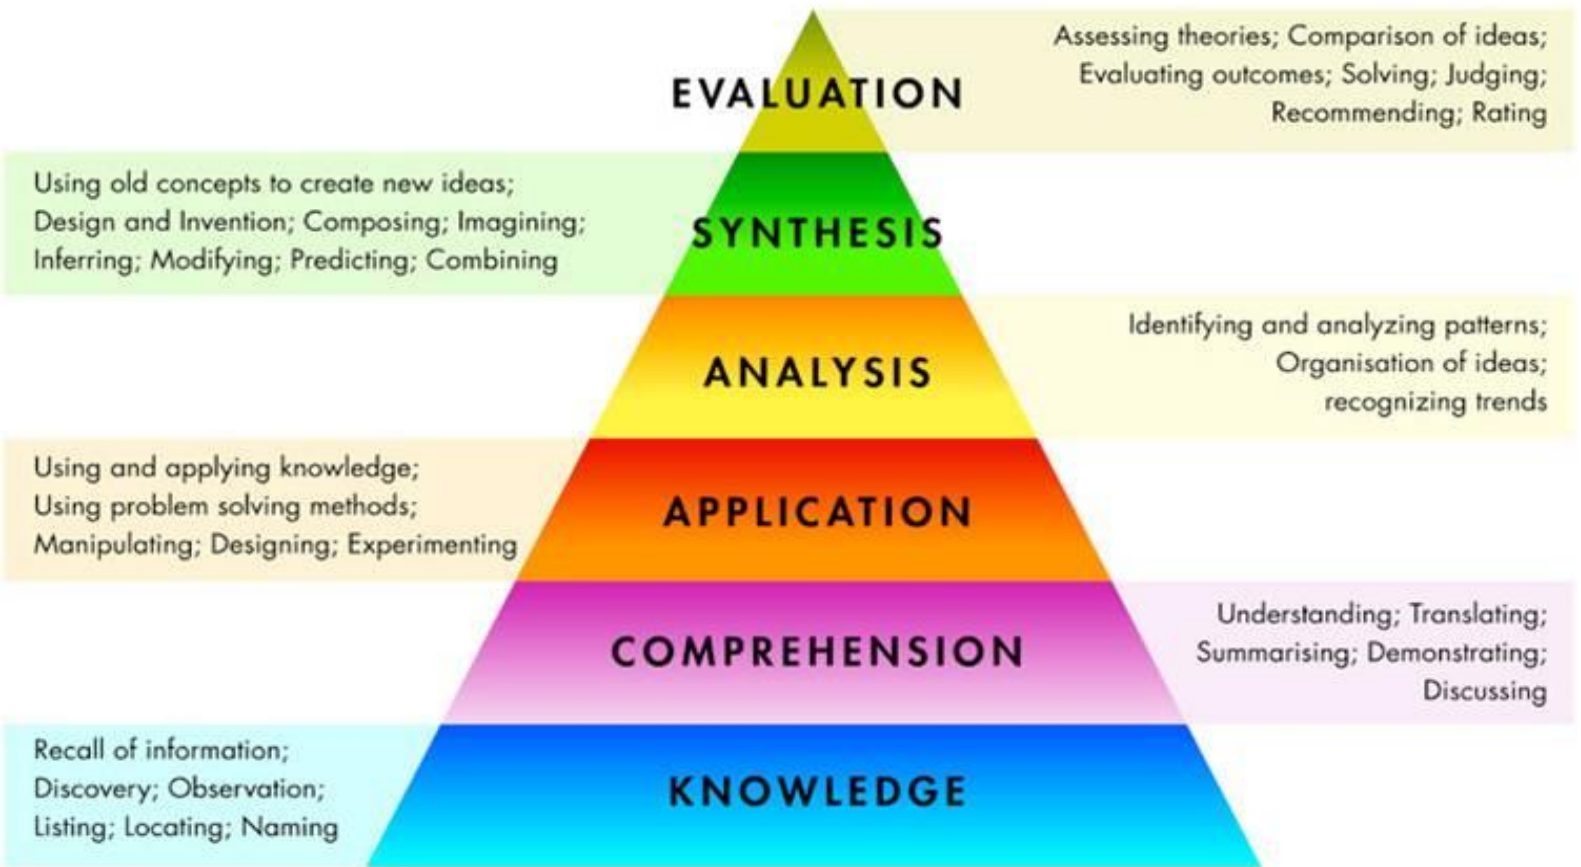 EVALUATION
Assessing theories; Comparison of ideas;
Evaluating outcomes; Solving; Judging;
Recommending; Rating
Using old concepts to create new ideas;
Design and Invention; Composing; Imagining;
Inferring; Modifying; Predicting; Combining
SYNTHESIS
ANALYSIS
Identifying and analyzing patterns;
Organisation of ideas;
recognizing trends
Using and applying knowledge;
Using problem solving methods;
Manipulating; Designing; Experimenting
APPLICATION
COMPREHENSION
Understanding; Translating;
Summarising; Demonstrating;
Discussing
Recall of information;
Discovery; Observation;
Listing; Locating; Naming
KNOWLEDGE